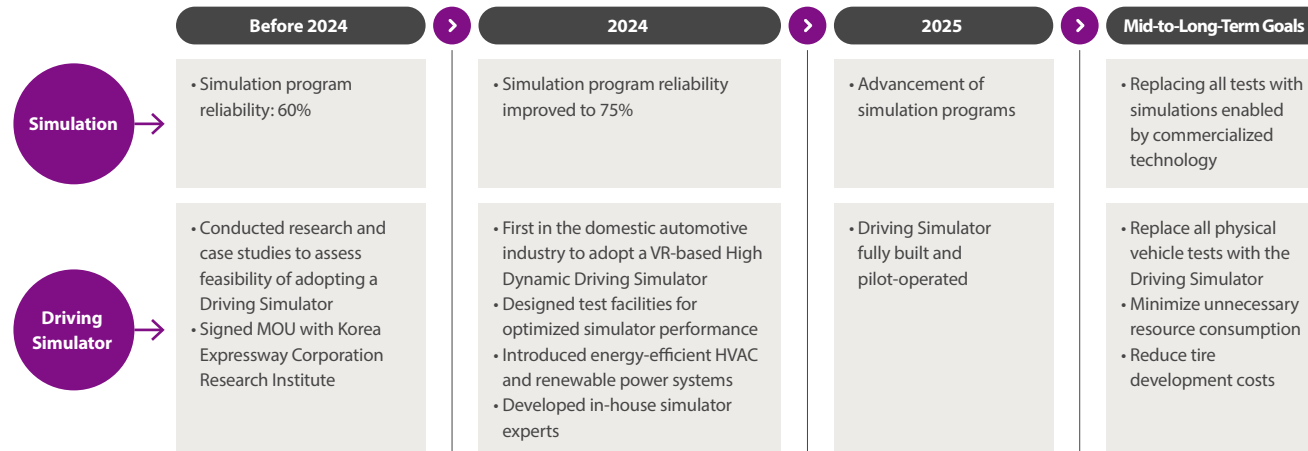 Before 2024
2024
2025
Mid-to-Long-Term Goals
Simulation
• Simulation program
reliability: 60%
• Simulation program reliability
improved to 75%
• Advancement of
simulation programs
• Replacing all tests with
simulations enabled
by commercialized
technology
Driving
Simulator
• Conducted research and
case studies to assess
feasibility of adopting a
Driving Simulator
• Signed MOU with Korea
Expressway Corporation
Research Institute
• First in the domestic automotive
industry to adopt a VR-based High
Dynamic Driving Simulator
• Designed test facilities for
optimized simulator performance
• Introduced energy-efficient HVAC
and renewable power systems
• Developed in-house simulator
experts
• Driving Simulator
fully built and
pilot-operated
• Replace all physical
vehicle tests with the
Driving Simulator
• Minimize unnecessary
resource consumption
• Reduce tire
development costs